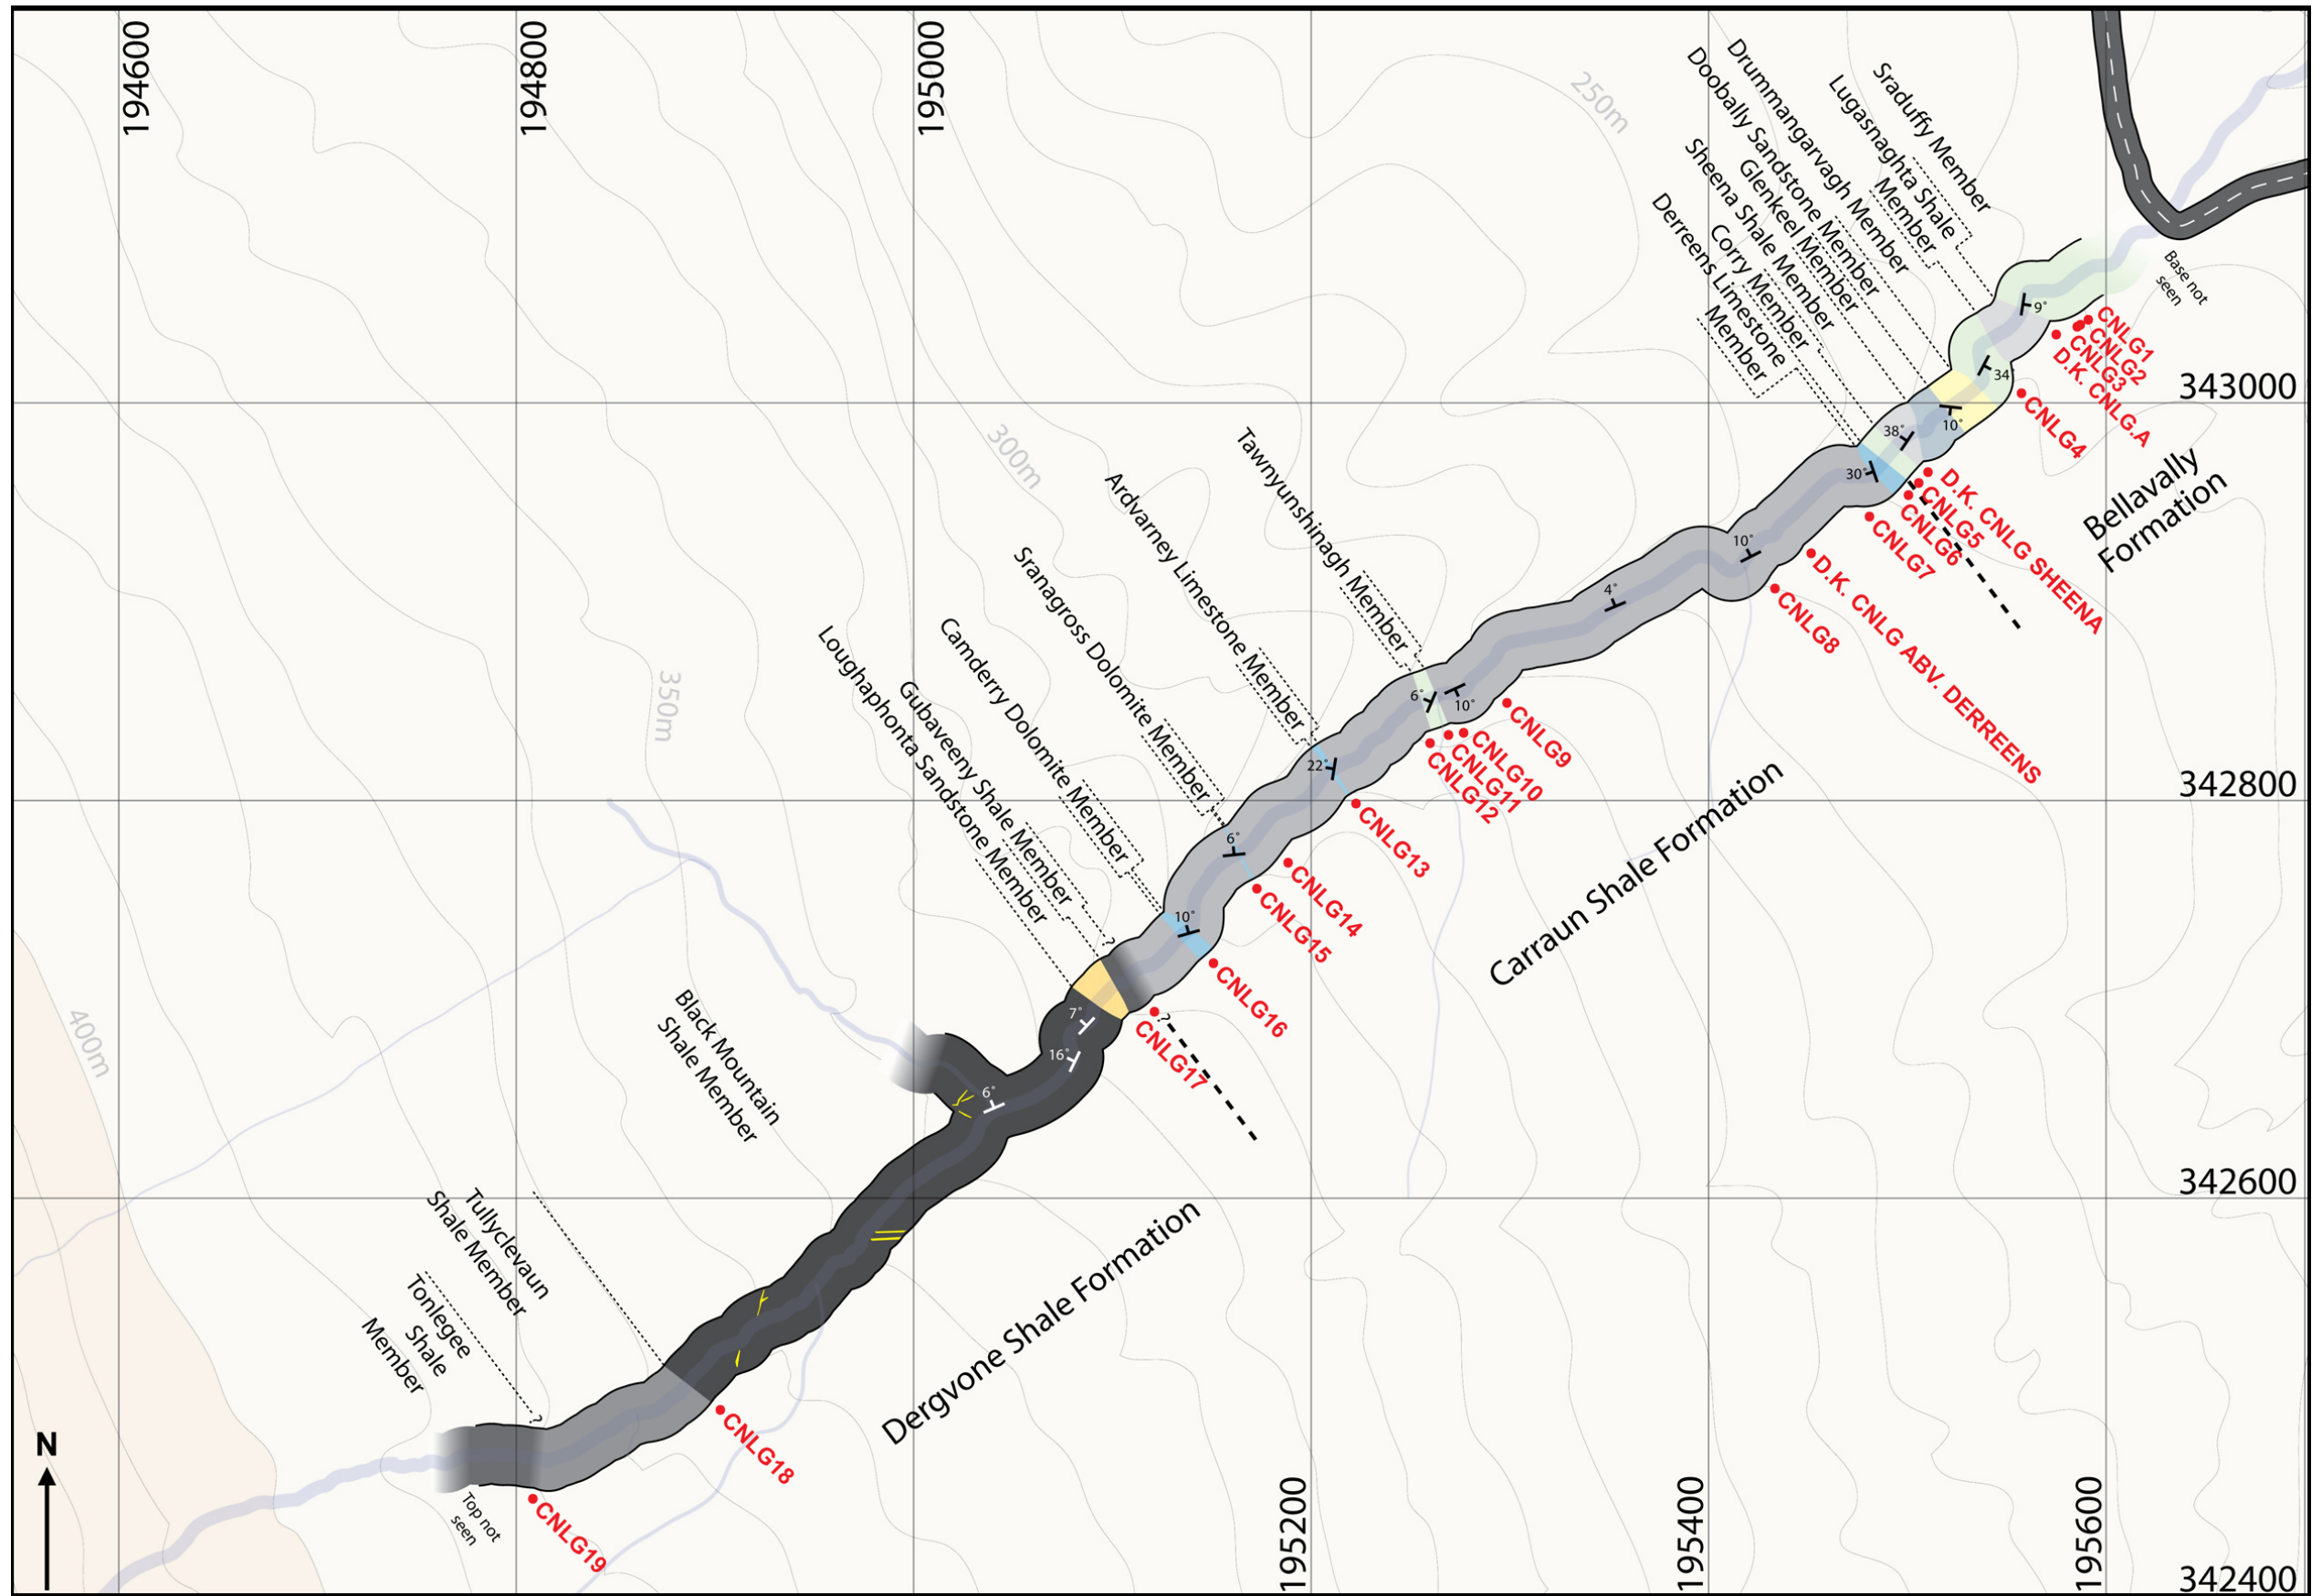 194600
194800
195000
250m
Sraduffy Member
Lugasnaghta Shale
Member
Drummangarvagh Member
Doobally Sandstone Member
Glenkeel Member
Sheena Shale Member
Corry Member
Derreens Limestone
Member
Base not
seen
9°
34
10°
38°
30°
CNLG1
CNLG2
CNLG3
D.K. CNLG.A
CNLG4
343000
Bellavally
Formation
D.K. CNLG SHEENA
CNLG5
CNLG6
CNLG7
D.K. CNLG ABV. DERREENS
CNLG8
10°
4°
300m
Tawnyunshinagh Member
Ardvarney Limestone Member
Sranagross Dolomite Member
Camderry Dolomite Member
Gubaveeny Shale Member
Loughaphonta Sandstone Member
6°
10°
CNLG9
CNLG10
CNLG11
CNLG12
22°
CNLG13
342800
Carraun Shale Formation
6°
CNLG14
CNLG15
10°
CNLG16
350m
?
?
CNLG17
7°
16°
6°
400m
Black Mountain
Shale Member
342600
Dergvone Shale Formation
Tullyclevaun
Shale Member
Tonlegee
Shale
Member
?
CNLG18
CNLG19
Top not
seen
N
195200
195400
195600
342400